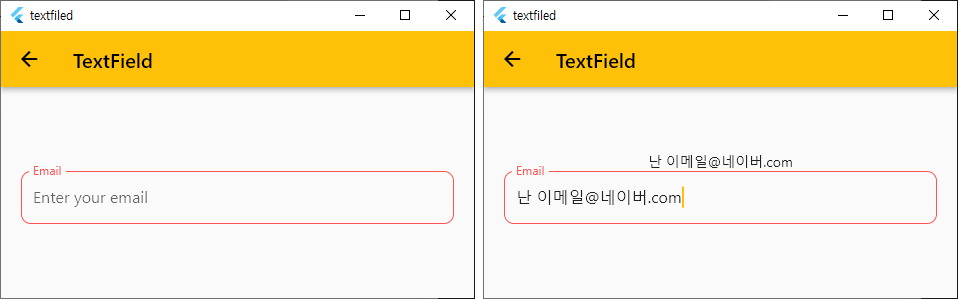 textfiled
TextField
Email
Enter your email
textfiled
TextField
난 이메일@네이버.com
Email
난 이메일@네이버.com